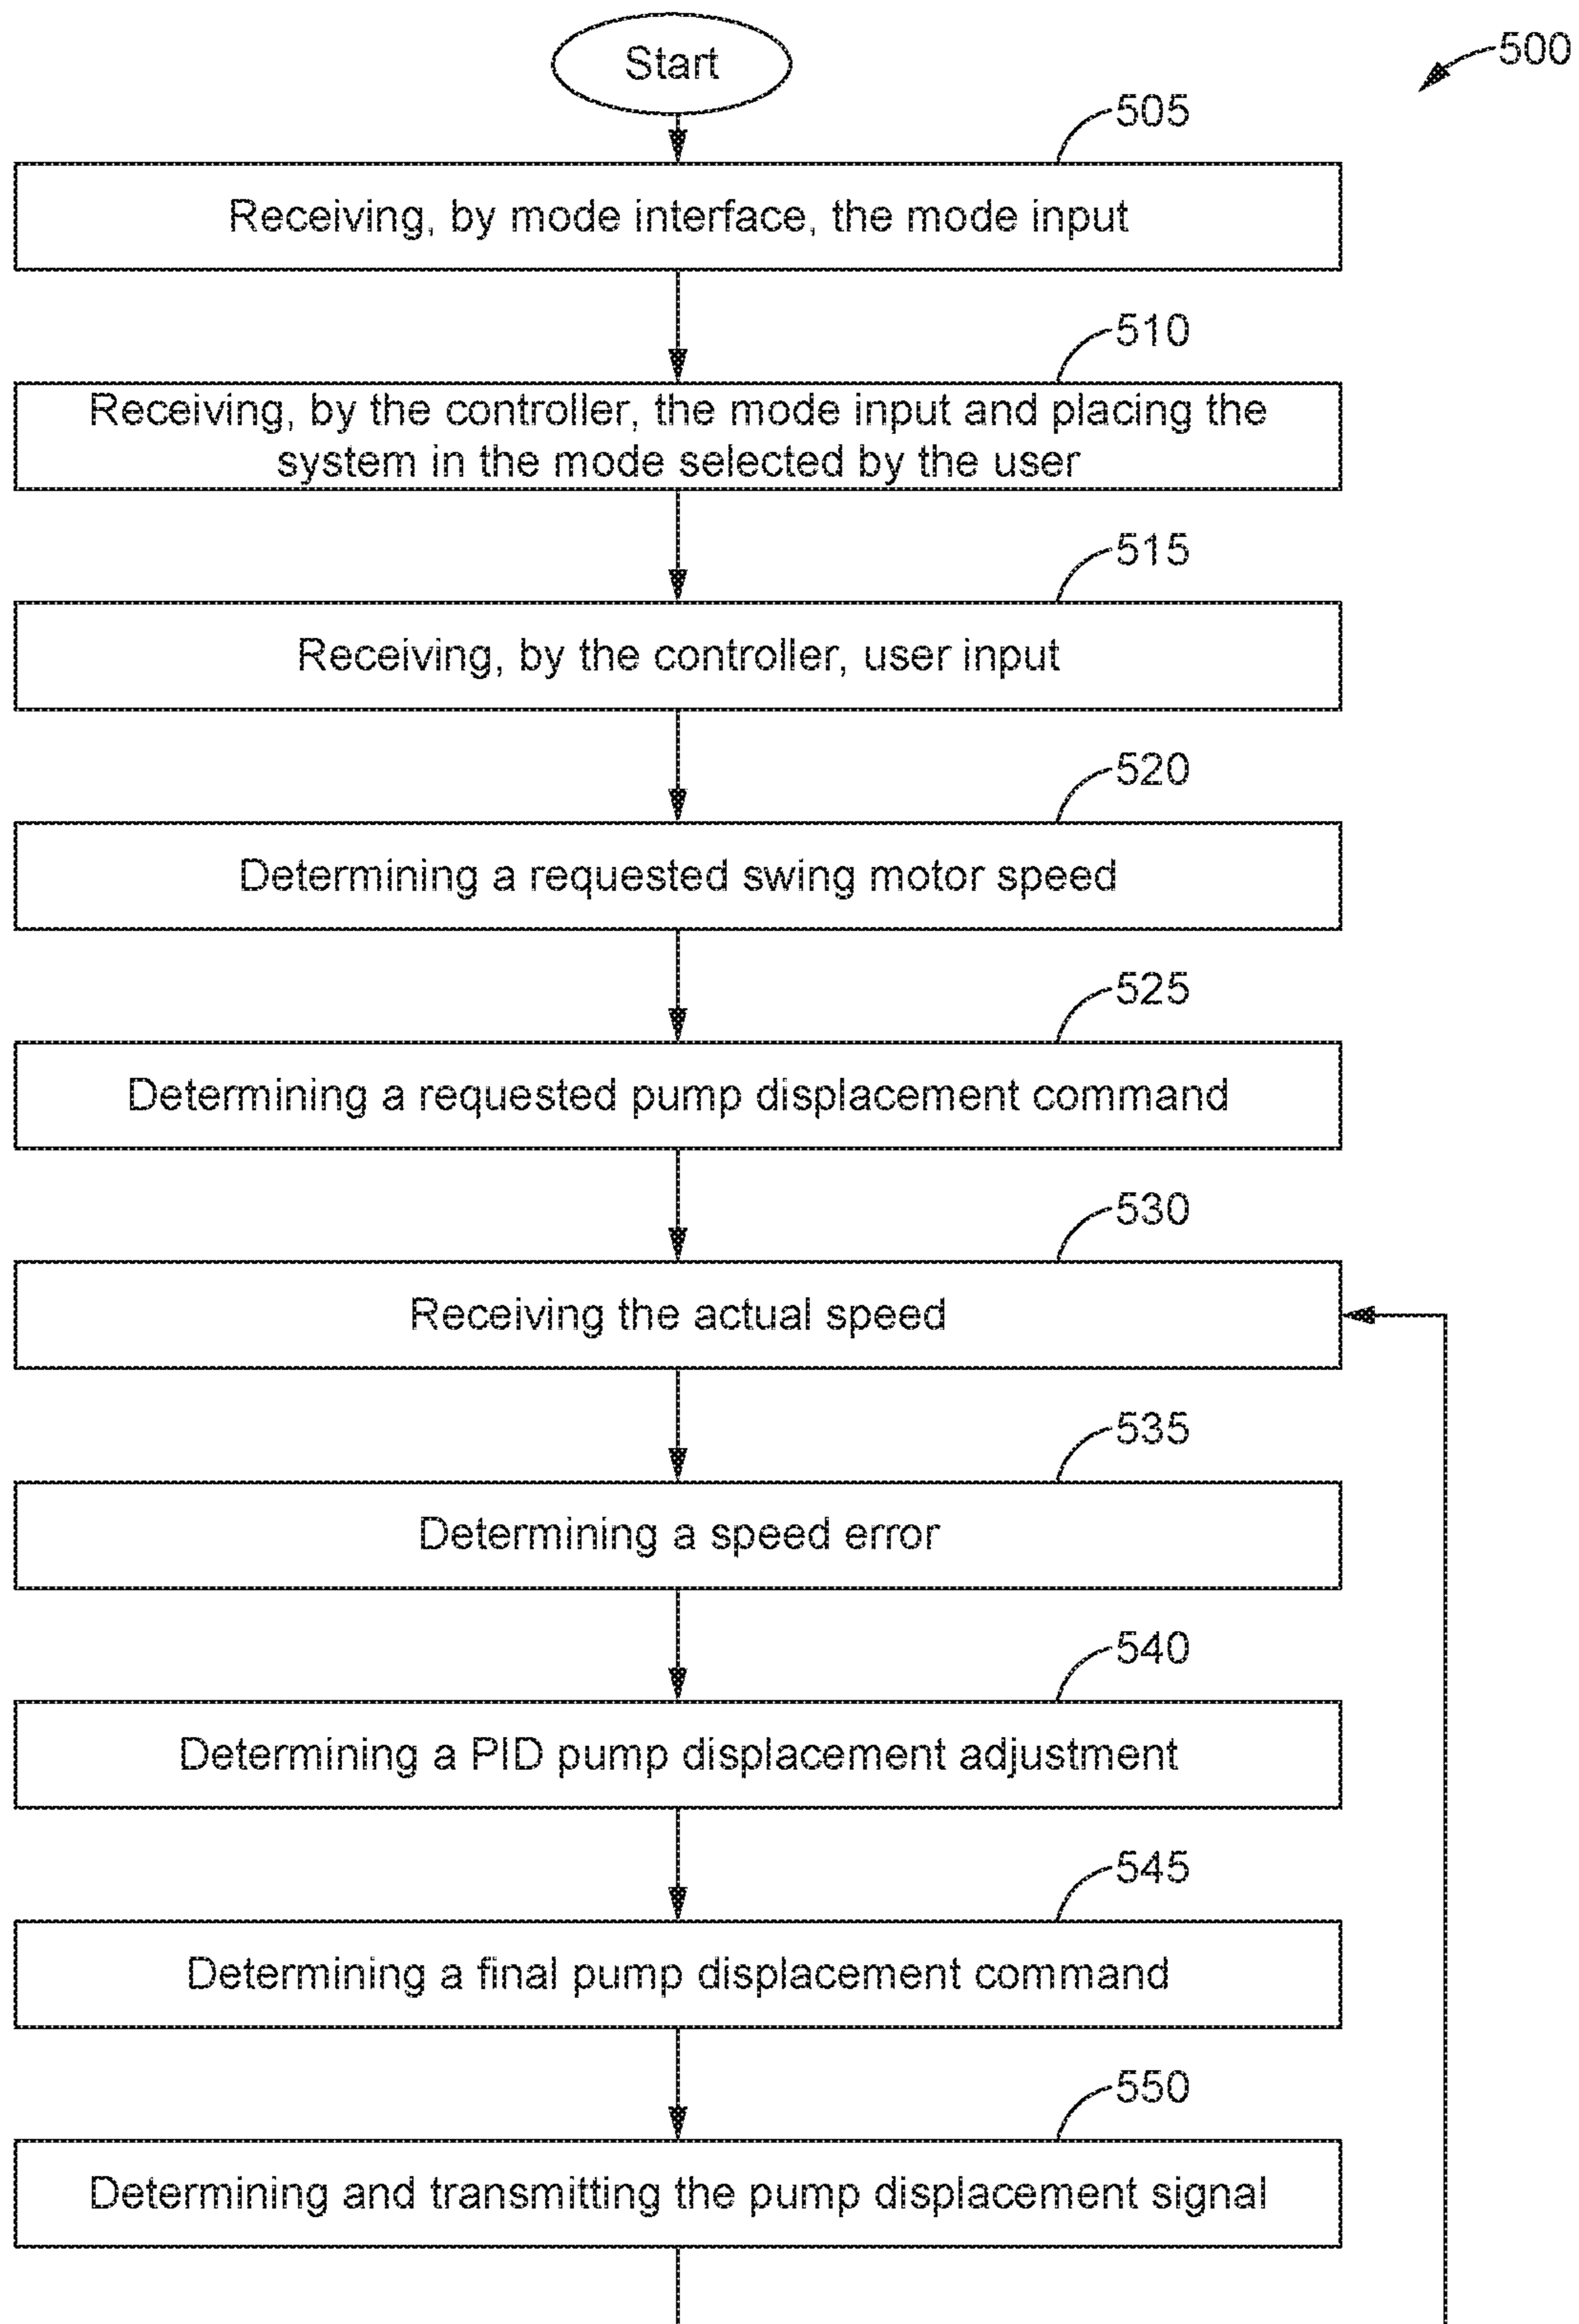 Start
500
505
Receiving, by mode interface, the mode input
510
Receiving, by the controller, the mode input and placing the
system in the mode selected by the user
515
Receiving, by the controller, user input
520
Determining a requested swing motor speed
525
Determining a requested pump displacement command
530
Receiving the actual speed
535
Determining a speed error
540
Determining a PID pump displacement adjustment
545
Determining a final pump displacement command
550
Determining and transmitting the pump displacement signal